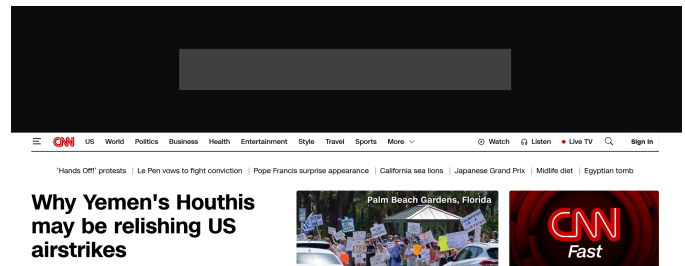 CNN US World Politics Business Health Entertainment Style Travel Sports More Watch Listen Live TV Sign in
'Hands Off!' protests | Le Pen vows to fight conviction | Pope Francis surprise appearance | California sea lions | Japanese Grand Prix | Midlife diet | Egyptian tomb
Why Yemen's Houthis
may be relishing US
airstrikes
Palm Beach Gardens, Florida
CNN
Fast